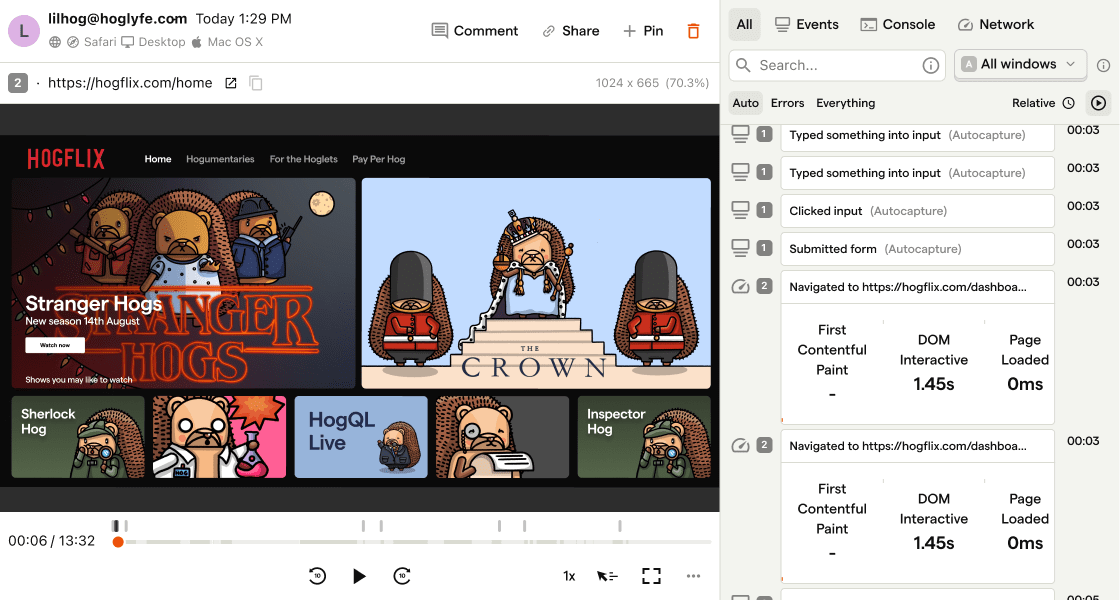 L
lilhog@hoglyfe.com Today 1:29 PM
Safari Desktop Mac OS X
Comment
Share
Pin
2 · https://hogflix.com/home
1024 x 665 (70.3%)
HOGFLIX
Home Hogumentaries For the Hoglets Pay Per Hog
STRANGER HOGS
Stranger Hogs
New season 14th August
Watch now
Shows you may like to watch
THE
CROWN
Sherlock
Hog
HOG
HogQL
Live
Inspector
Hog
00:06 / 13:32
10
10
1x
All Events Console Network
Search...
A All windows
Auto Errors Everything
Relative
1 Typed something into input (Autocapture) 00:03
1 Typed something into input (Autocapture) 00:03
1 Clicked input (Autocapture) 00:03
1 Submitted form (Autocapture) 00:03
2 Navigated to https://hogflix.com/dashboa... 00:03
First
Contentful
Paint
-
DOM
Interactive
1.45s
Page
Loaded
0ms
2 Navigated to https://hogflix.com/dashboa... 00:03
First
Contentful
Paint
-
DOM
Interactive
1.45s
Page
Loaded
0ms
00:05